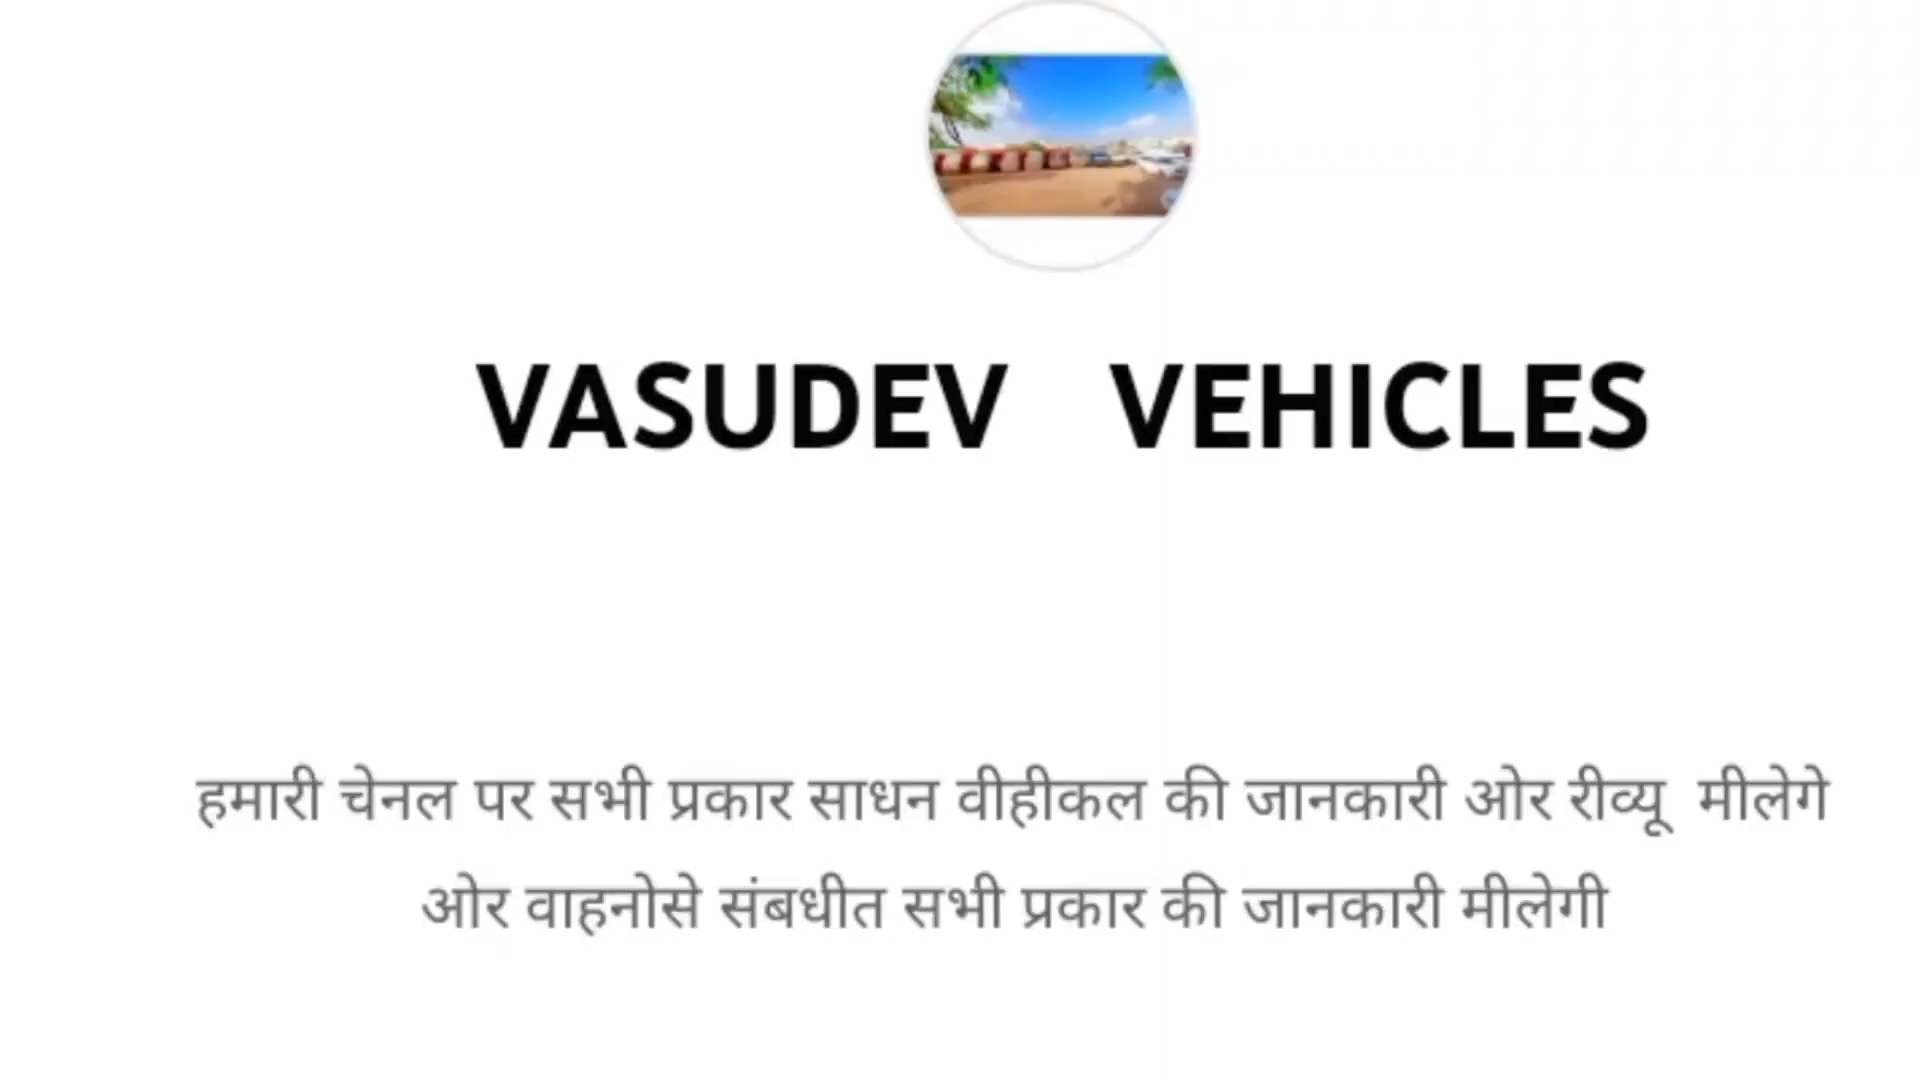 VASUDEV VEHICLES
हमारी चेनल पर सभी प्रकार साधन वीहीकल की जानकारी ओर रीव्यू मीलेगे
ओर वाहनोसे संबधीत सभी प्रकार की जानकारी मीलेगी